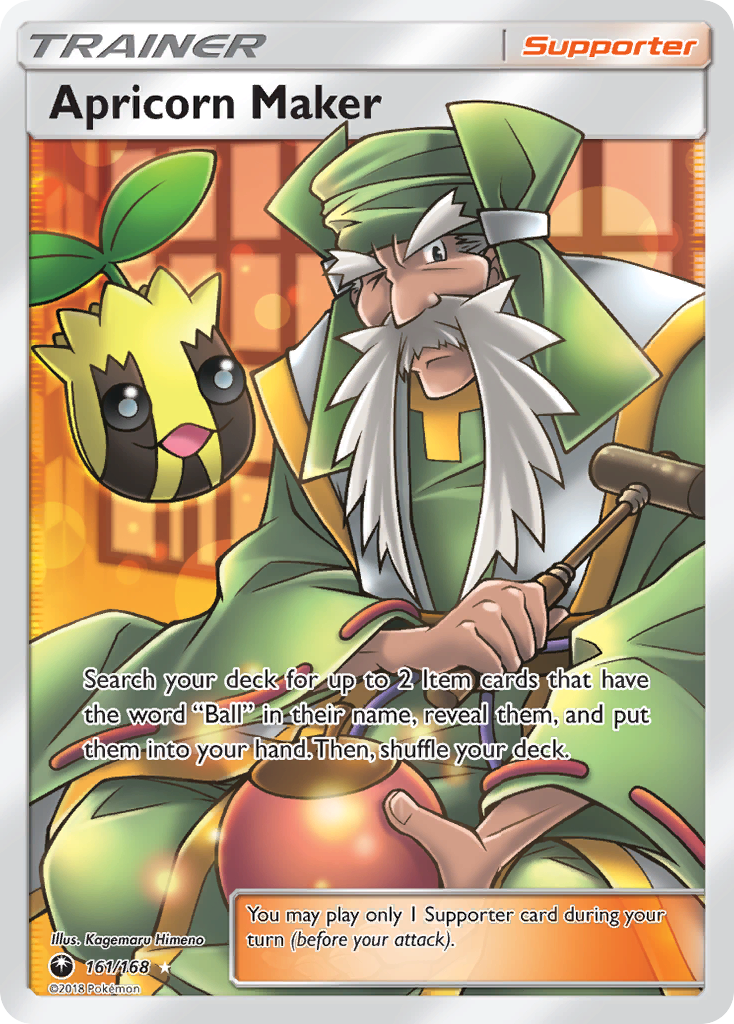 TRAINER
Supporter
Apricorn Maker
Search your deck for up to 2 Item cards that have
the word “Ball” in their name, reveal them, and put
them into your hand. Then, shuffle your deck.
You may play only 1 Supporter card during your
turn (before your attack).
Illus. Kagemaru Himeno
161/168 ★
©2018 Pokémon